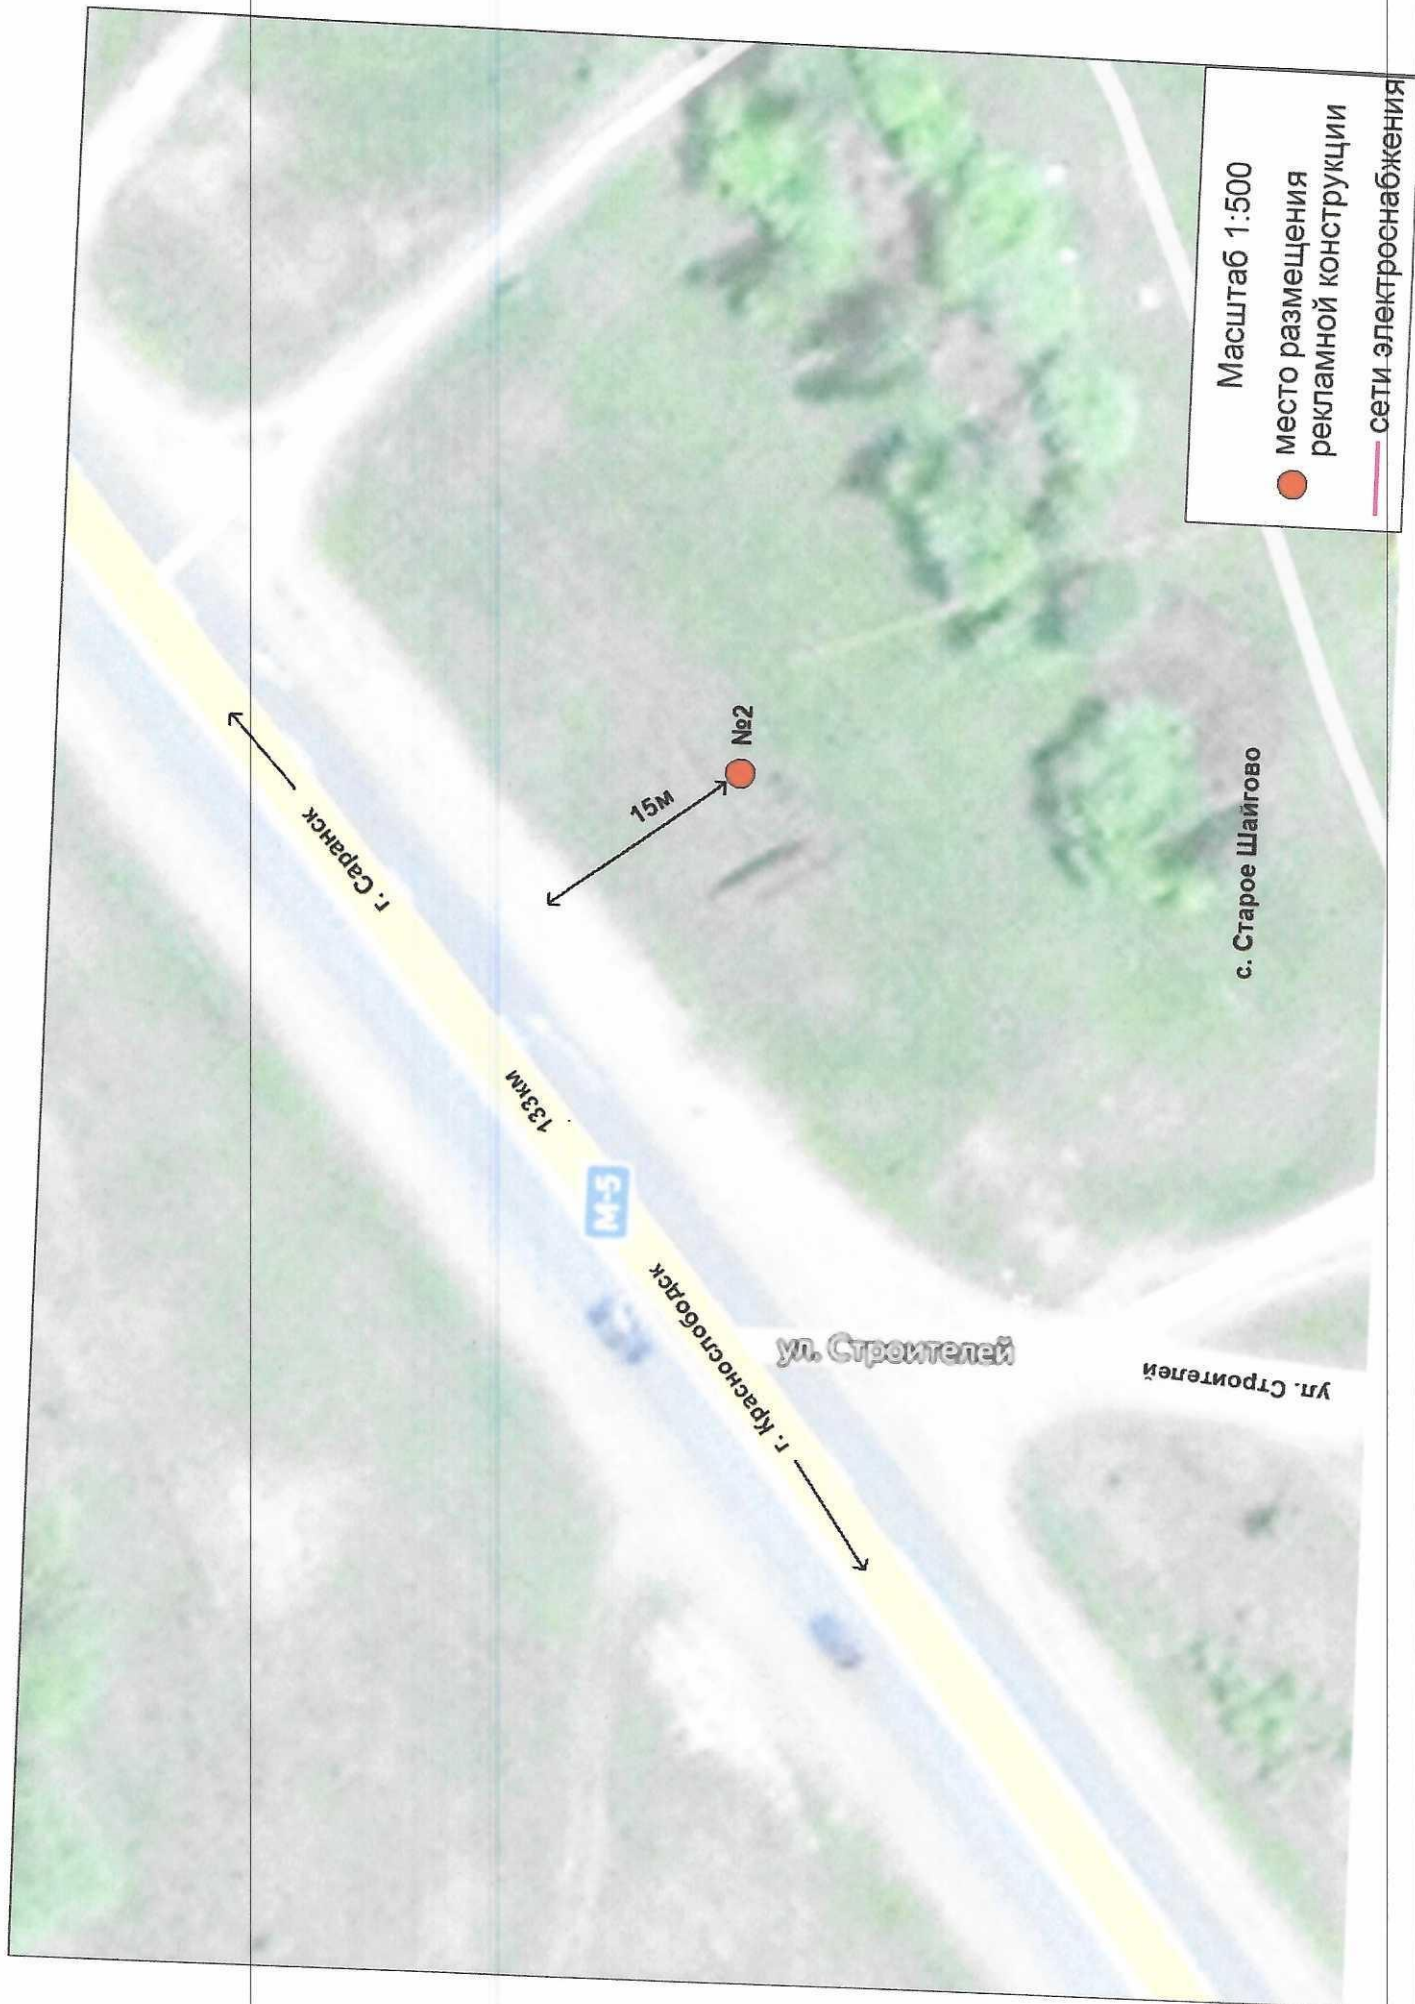 Масштаб 1:500
место размещения
рекламной конструкции
сети электроснабжения
г. Саранск
15м
№2
133км
М-5
г. Краснослободск
ул. Строителей
ул. Строителей
с. Старое Шайгово